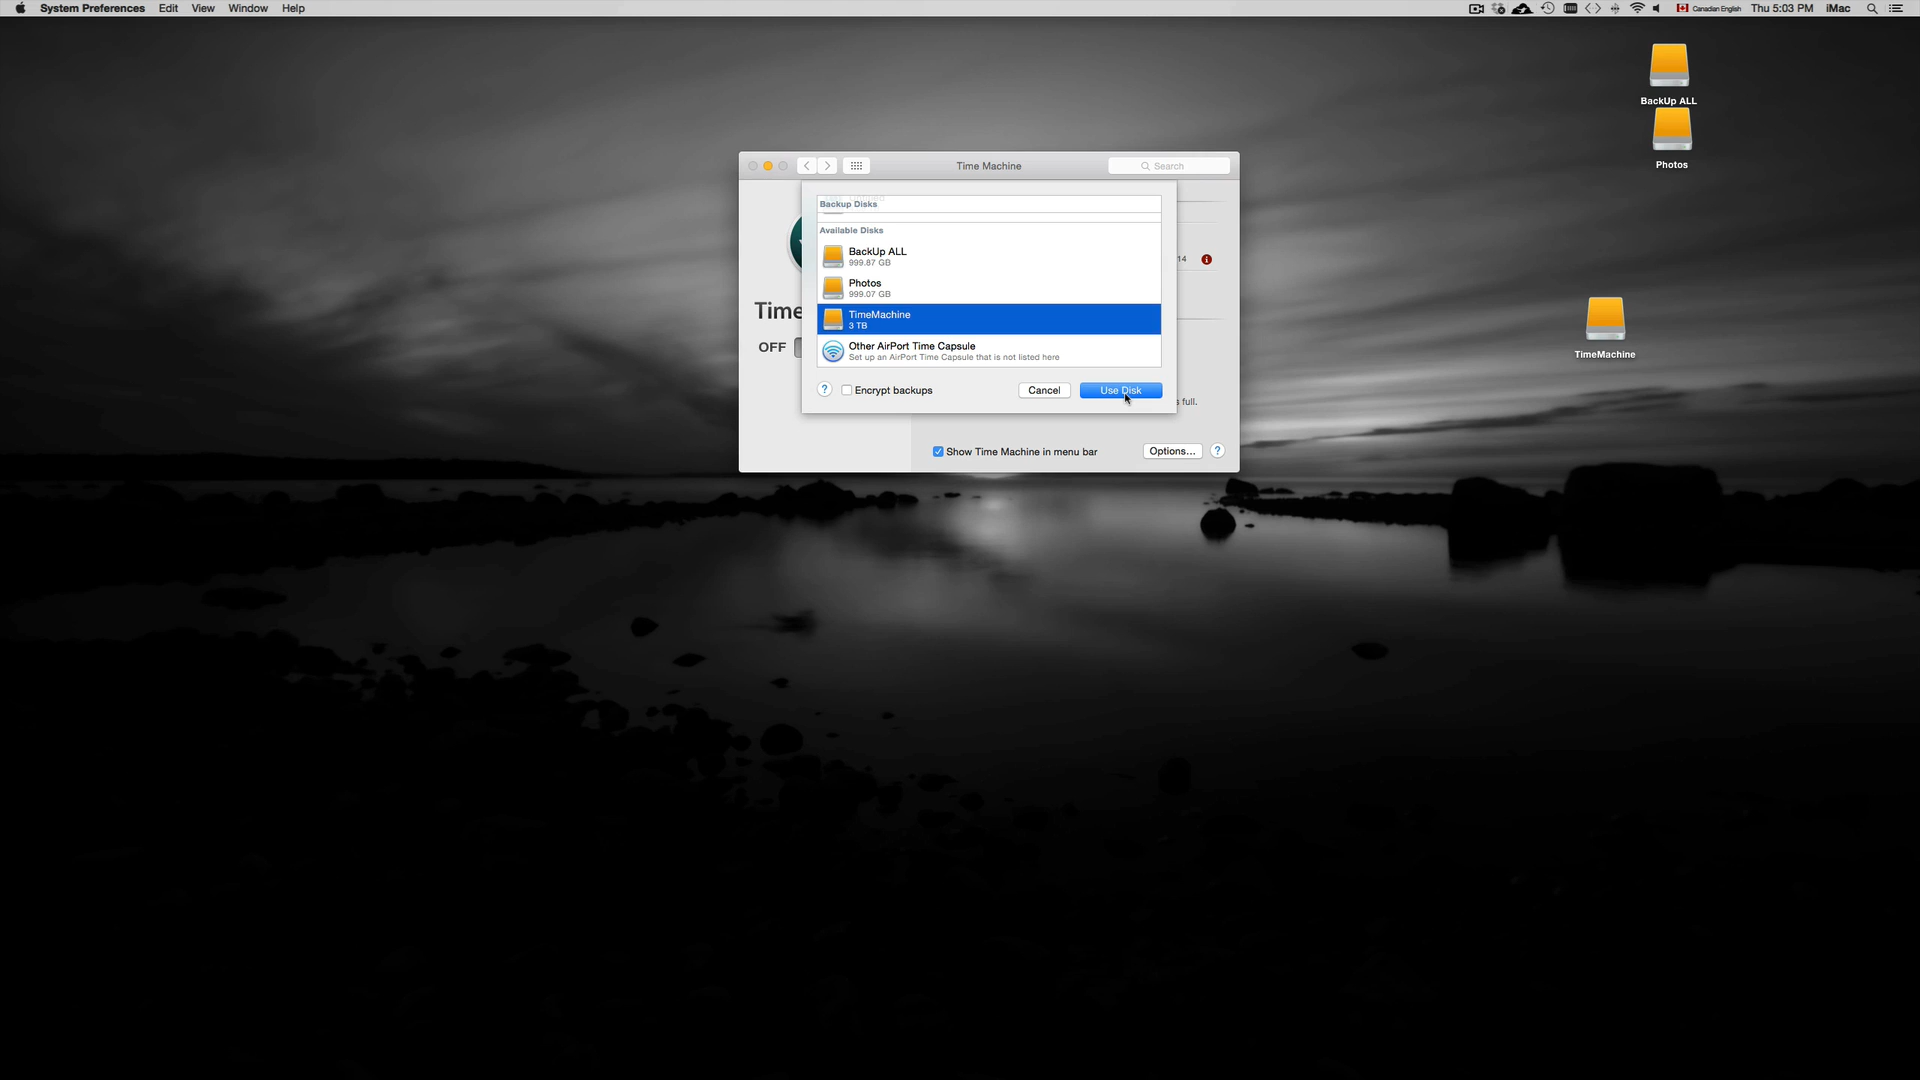 System Preferences Edit View Window Help Canadian English Thu 5:03 PM iMac
BackUp ALL
Photos
Time Machine Search
Backup Disks
Available Disks
BackUp ALL
999.87 GB
14
Photos
999.07 GB
Time
TimeMachine
3 TB
OFF
Other AirPort Time Capsule
Set up an AirPort Time Capsule that is not listed here
TimeMachine
? Encrypt backups Cancel Use Disk
s full.
Show Time Machine in menu bar Options... ?